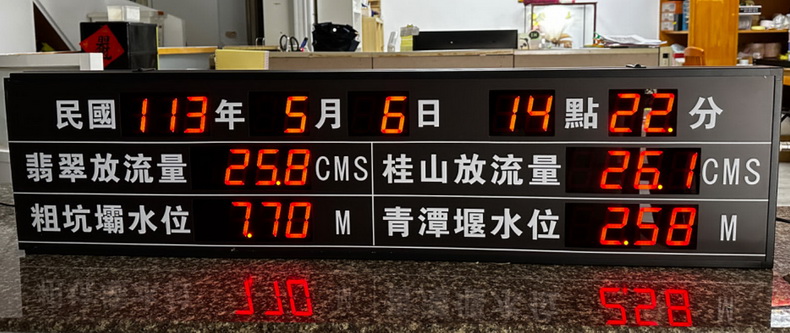 民國 113 年 5 月 6 日 14 點 22. 分
翡翠放流量 25.8 CMS 桂山放流量 26.1 CMS
粗坑壩水位 7.70 M 青潭堰水位 2.58 M